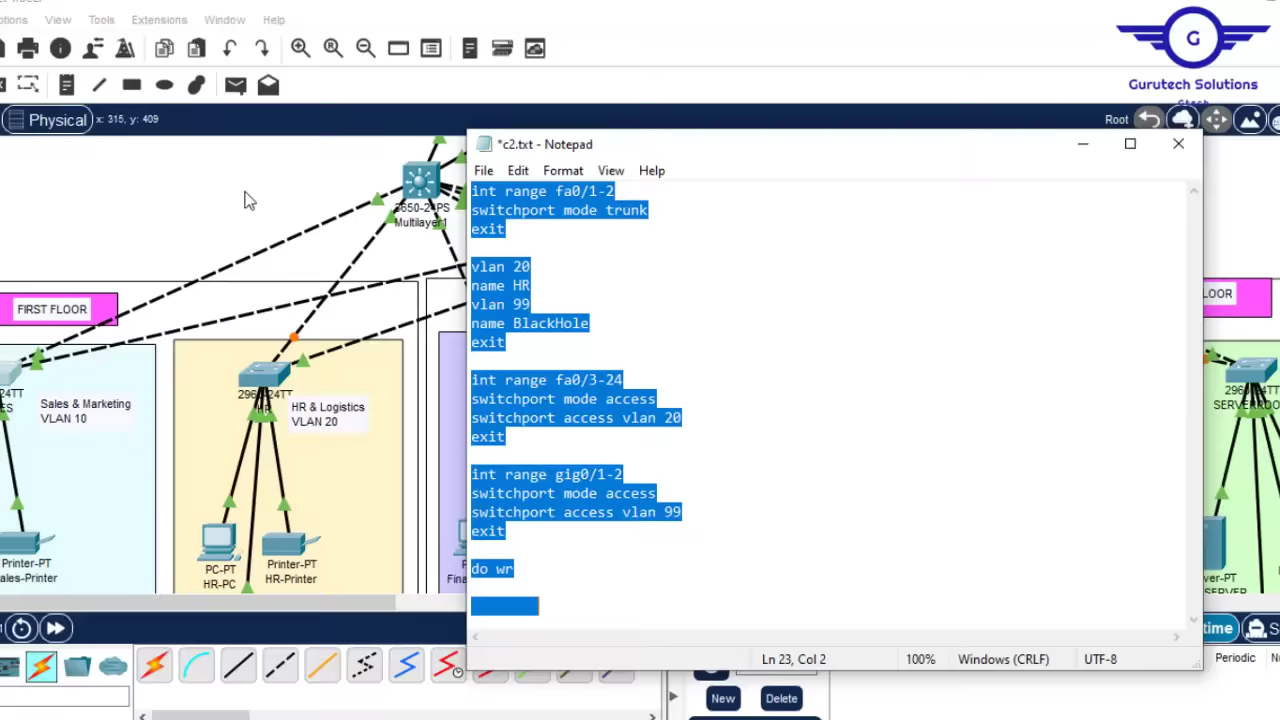 View Tools Extensions Window Help
G
Gurutech Solutions
Physical
x: 315, y: 409
Root
*c2.txt - Notepad
File Edit Format View Help
int range fa0/1-2
switchport mode trunk
exit
vlan 20
name HR
vlan 99
name BlackHole
exit
int range fa0/3-24
switchport mode access
switchport access vlan 20
exit
int range gig0/1-2
switchport mode access
switchport access vlan 99
exit
do wr
Ln 23, Col 2 100% Windows (CRLF) UTF-8
3650-24PS
Multilayer1
FIRST FLOOR
Sales & Marketing
VLAN 10
HR & Logistics
VLAN 20
PC-PT
HR-PC
Printer-PT
HR-Printer
Printer-PT
Periodic
New Delete